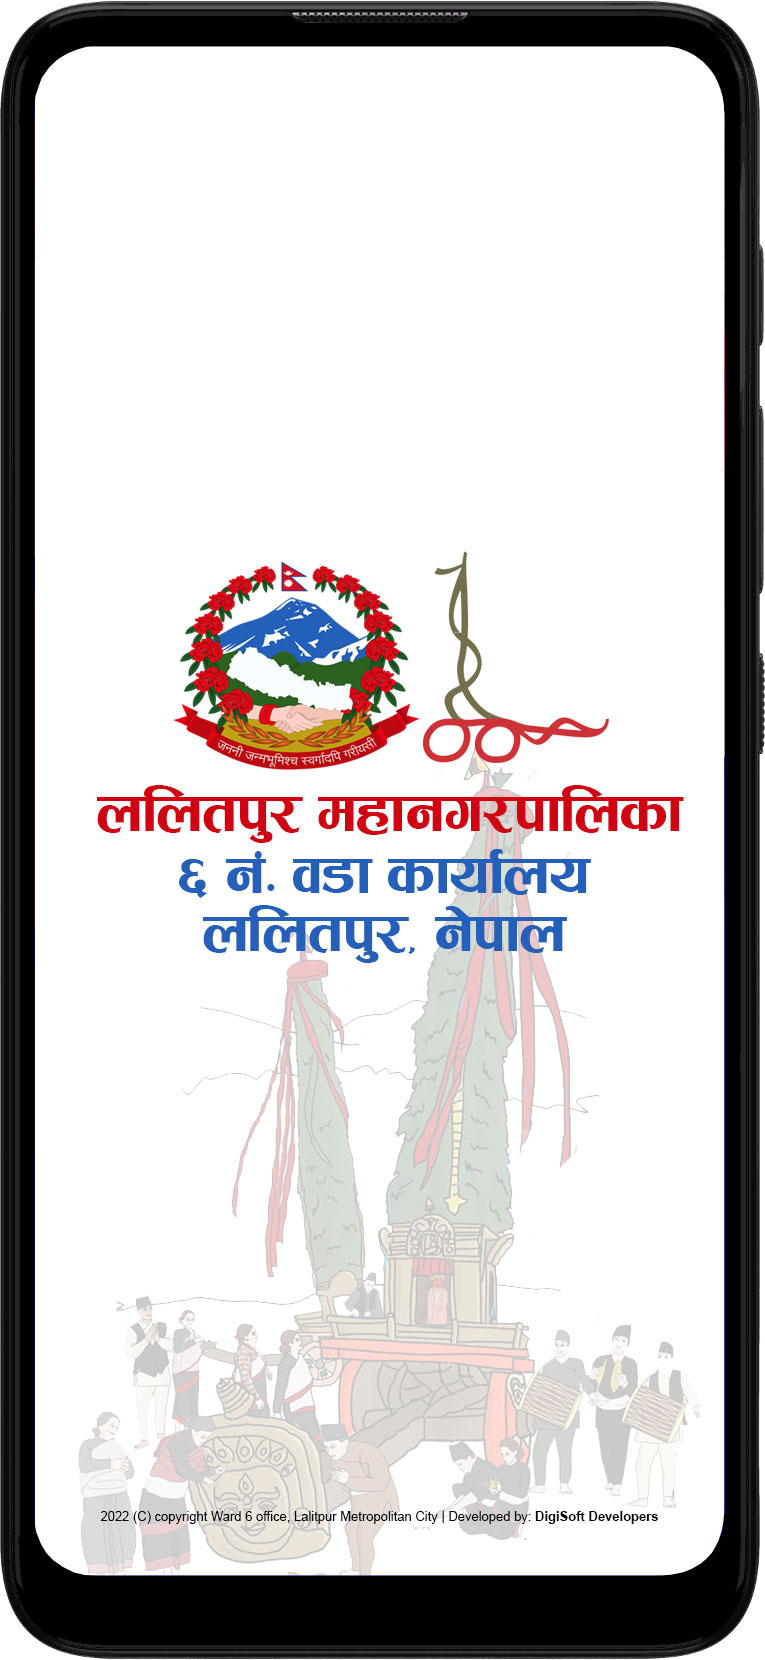 जननी जन्मभूमिश्च स्वर्गादपि गरीयसी
ललितपुर महानगरपालिका
६ नं. वडा कार्यालय
ललितपुर, नेपाल
2022 (C) copyright Ward 6 office, Lalitpur Metropolitan City | Developed by: DigiSoft Developers